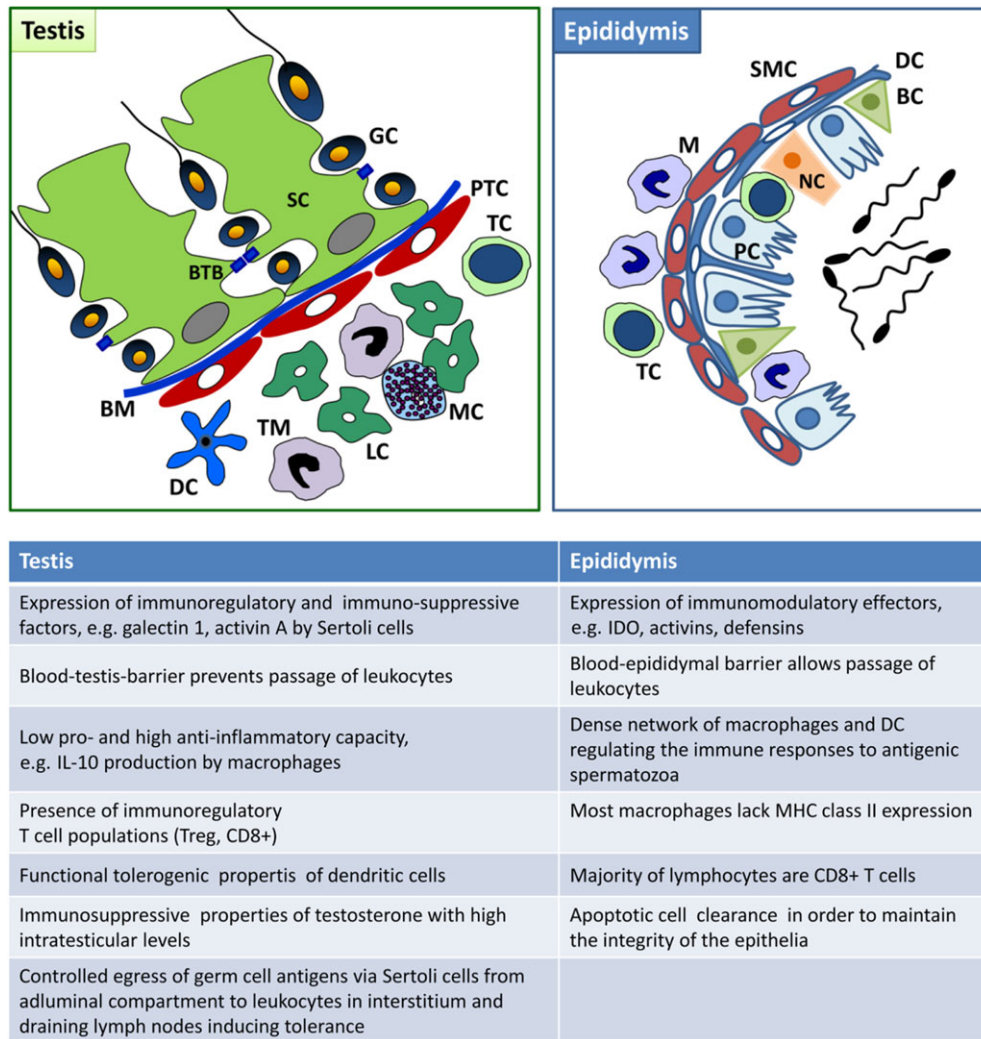 Testis
GC
SC
PTC
TC
BTB
BM
MC
TM
LC
DC
Epididymis
SMC
DC
BC
M
NC
PC
TC
Testis
Epididymis
Expression of immunoregulatory and immuno-suppressive
factors, e.g. galectin 1, activin A by Sertoli cells
Expression of immunomodulatory effectors,
e.g. IDO, activins, defensins
Blood-testis-barrier prevents passage of leukocytes
Blood-epididymal barrier allows passage of
leukocytes
Low pro- and high anti-inflammatory capacity,
e.g. IL-10 production by macrophages
Dense network of macrophages and DC
regulating the immune responses to antigenic
spermatozoa
Presence of immunoregulatory
T cell populations (Treg, CD8+)
Most macrophages lack MHC class II expression
Functional tolerogenic propertis of dendritic cells
Majority of lymphocytes are CD8+ T cells
Immunosuppressive properties of testosterone with high
intratesticular levels
Apoptotic cell clearance in order to maintain
the integrity of the epithelia
Controlled egress of germ cell antigens via Sertoli cells from
adluminal compartment to leukocytes in interstitium and
draining lymph nodes inducing tolerance